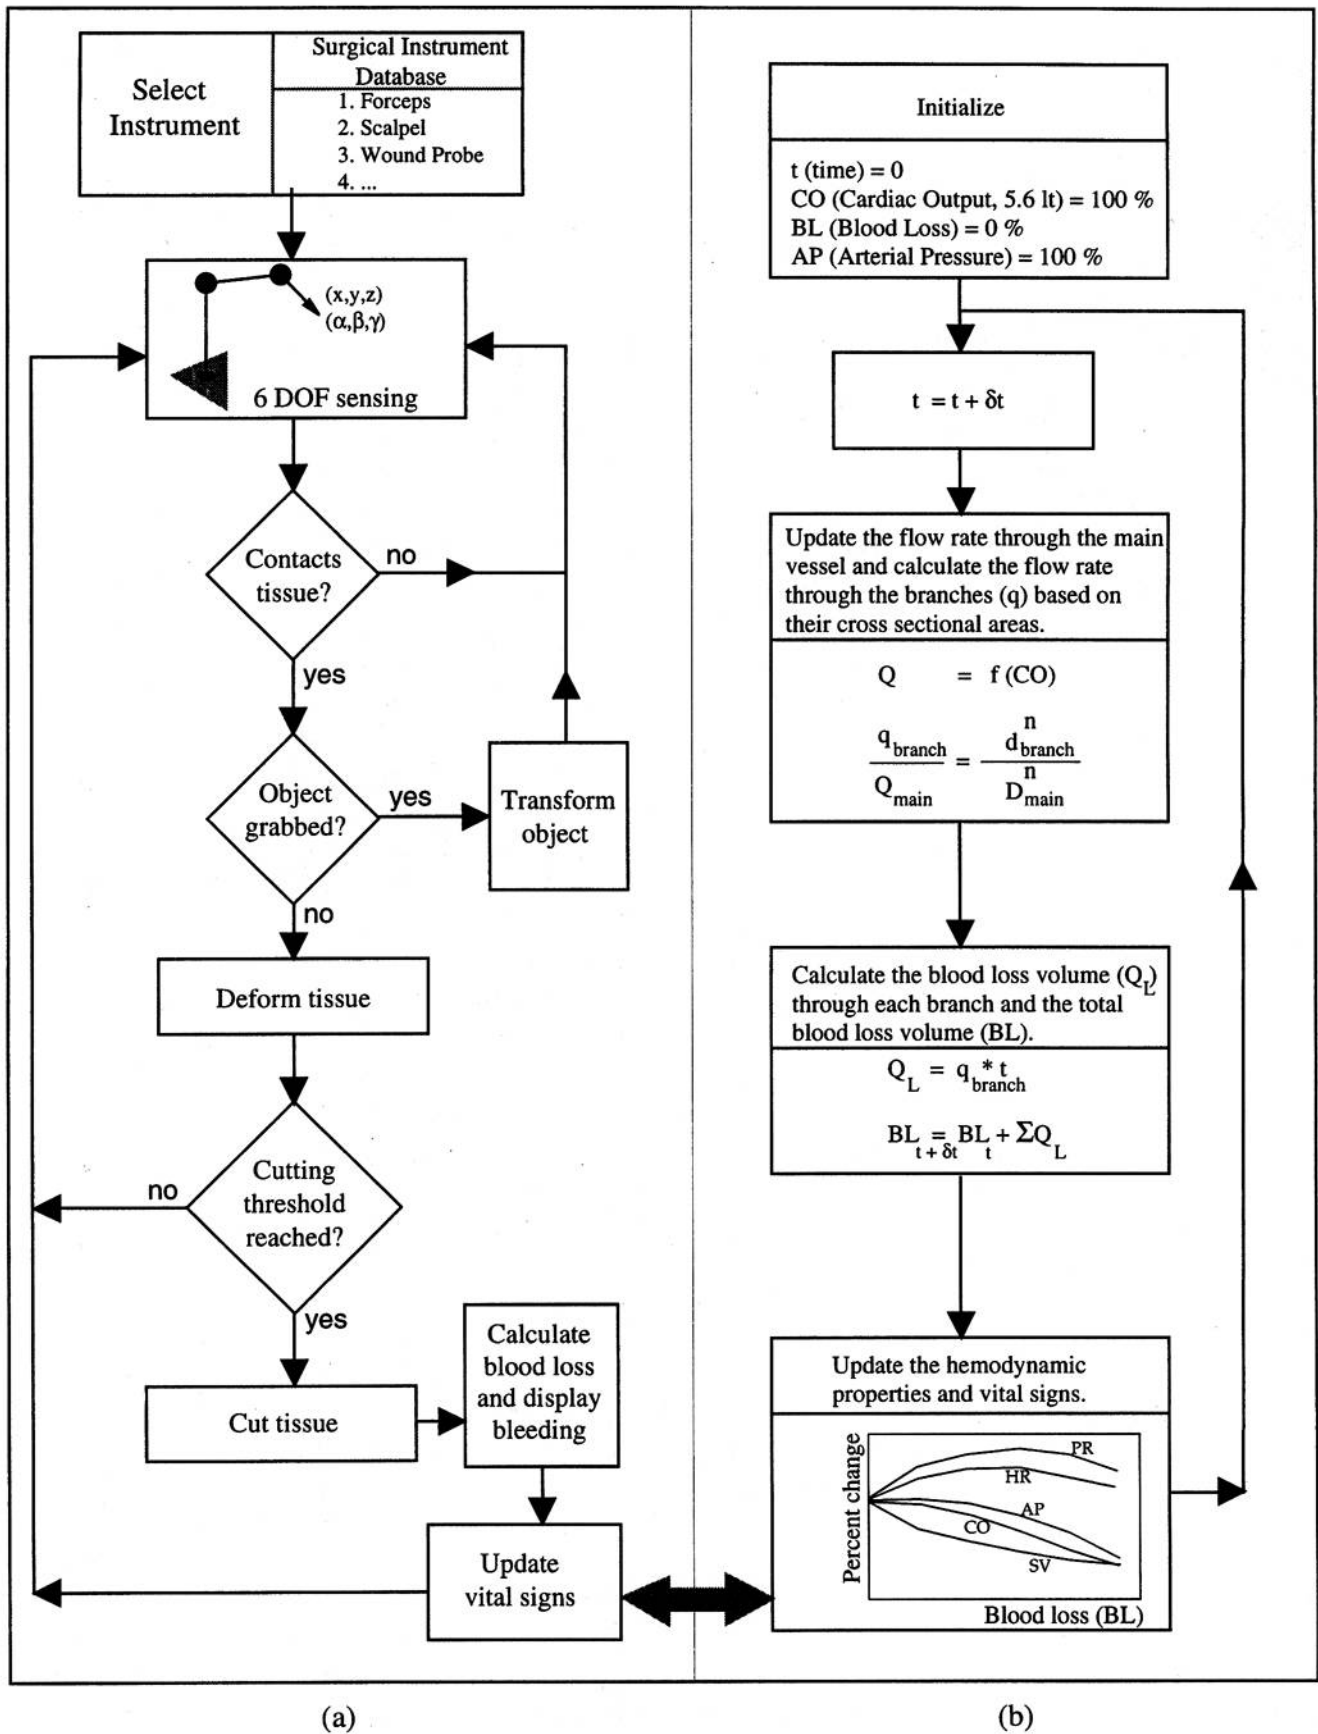 Select
Instrument
Surgical Instrument
Database
1. Forceps
2. Scalpel
3. Wound Probe
4. ...
(x,y,z)
(α,β,γ)
6 DOF sensing
Contacts
tissue?
no
yes
Object
grabbed?
yes
Transform
object
no
Deform tissue
Cutting
threshold
reached?
no
yes
Cut tissue
Calculate
blood loss
and display
bleeding
Update
vital signs
(a)
Initialize
t (time) = 0
CO (Cardiac Output, 5.6 lt) = 100 %
BL (Blood Loss) = 0 %
AP (Arterial Pressure) = 100 %
t = t + δt
Update the flow rate through the main
vessel and calculate the flow rate
through the branches (q) based on
their cross sectional areas.
Q = f (CO)
q_branch / Q_main = d^n_branch / D^n_main
Calculate the blood loss volume (Q_L)
through each branch and the total
blood loss volume (BL).
Q_L = q_branch * t
BL_t + δt = BL_t + ΣQ_L
Update the hemodynamic
properties and vital signs.
Percent change
PR
HR
AP
CO
SV
Blood loss (BL)
(b)